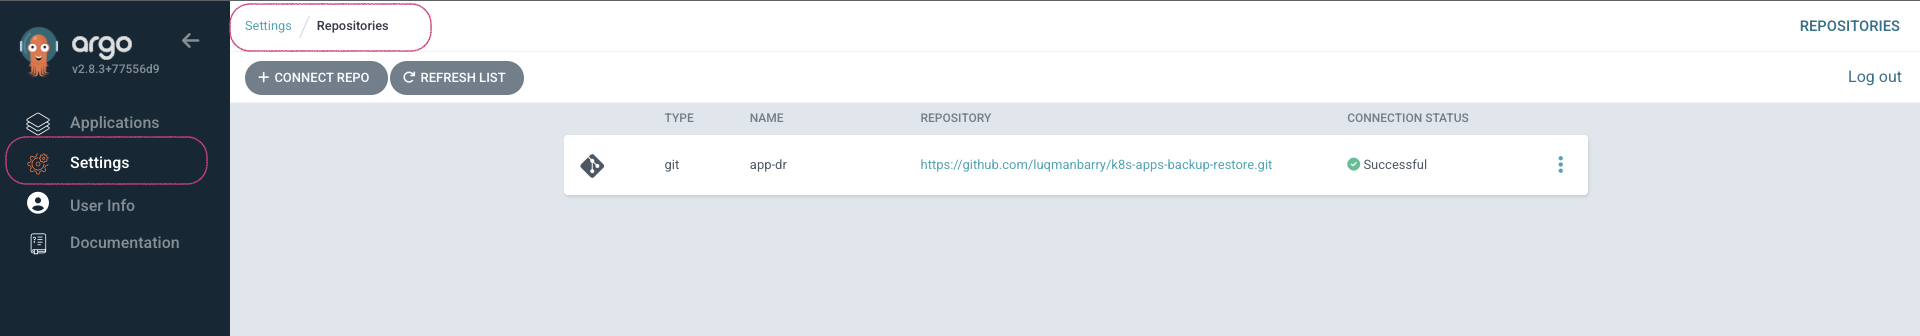 argo
v2.8.3+77556d9
Applications
Settings
User Info
Documentation
Settings / Repositories
REPOSITORIES
+ CONNECT REPO
REFRESH LIST
Log out
TYPE NAME REPOSITORY CONNECTION STATUS
git app-dr https://github.com/luqmanbarry/k8s-apps-backup-restore.git Successful